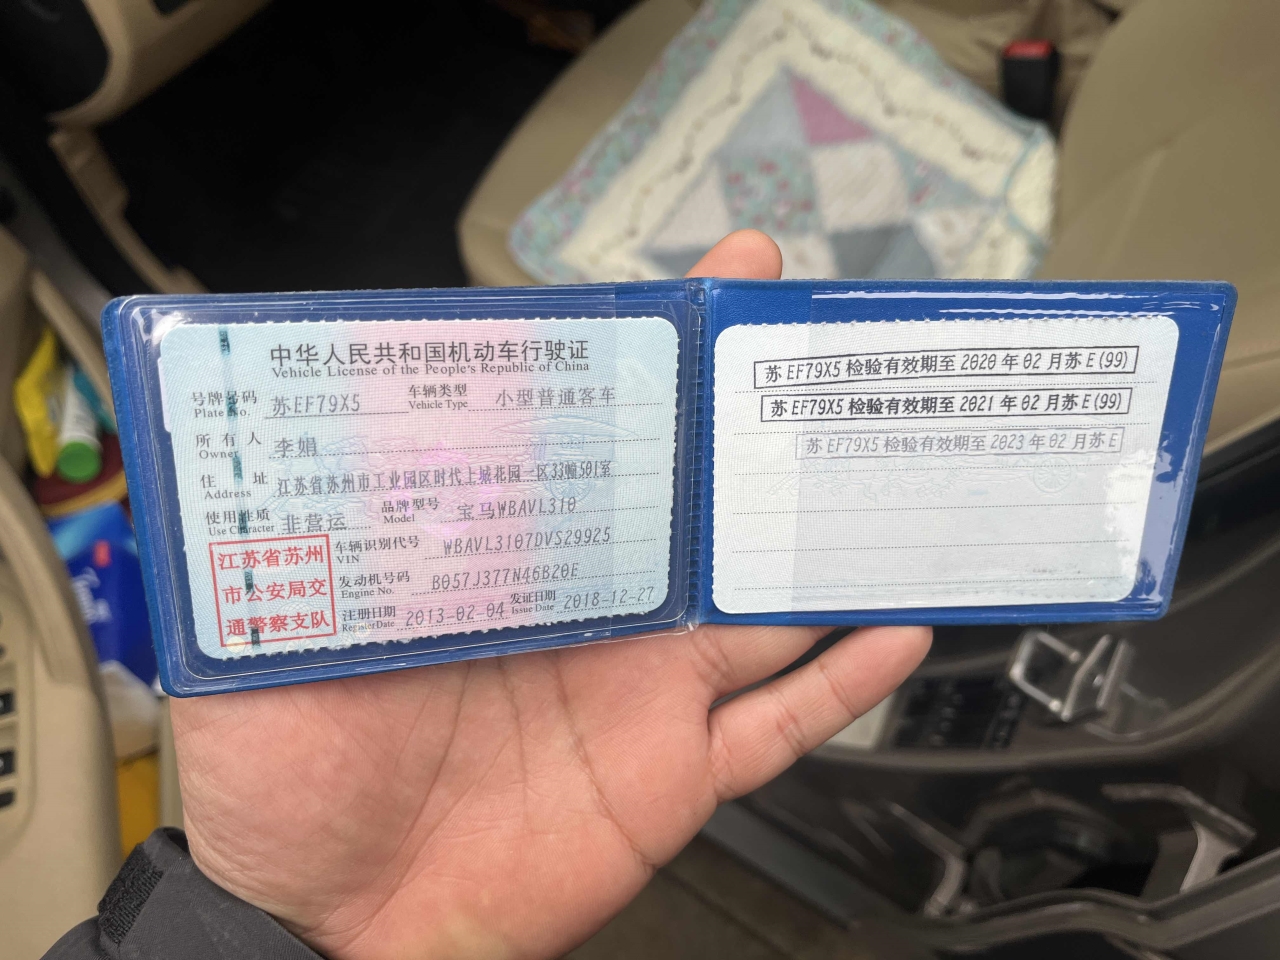 中华人民共和国机动车行驶证
Vehicle License of the People's Republic of China
号牌号码 苏EF79X5 车辆类型 小型普通客车
Plate No. Vehicle Type
所有人 李娟
Owner
住址 江苏省苏州市工业园区时代上城花园一区33幢501室
Address
使用性质 非营运 品牌型号 宝马WBAVL310
Use Character Model
江苏省苏州
市公安局交
通警察支队
车辆识别代号 WBAVL3107DVS29925
VIN
发动机号码 B057J377N46B20E
Engine No.
注册日期 2013-02-04 发证日期 2018-12-27
Register Date Issue Date
苏EF79X5检验有效期至2020年02月苏E(99)
苏EF79X5检验有效期至2021年02月苏E(99)
苏EF79X5检验有效期至2023年02月苏E